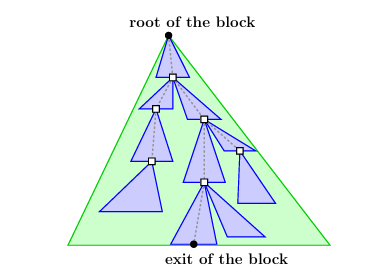 root of the block
exit of the block